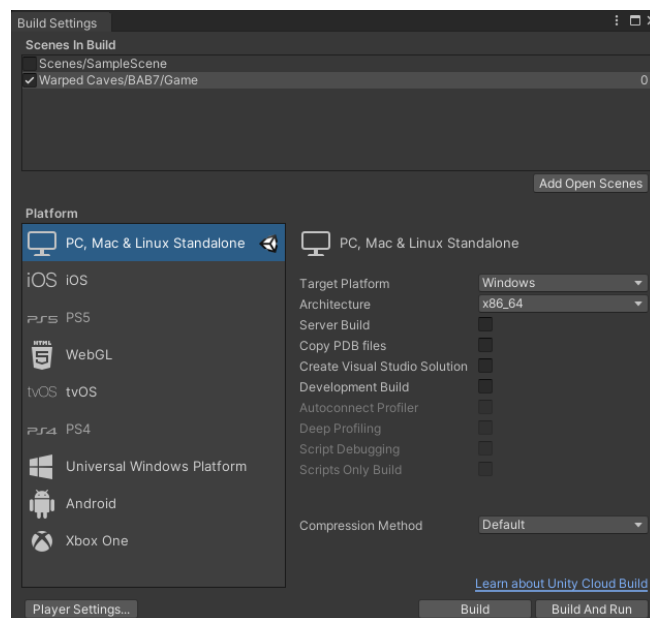 Build Settings
Scenes In Build
Scenes/SampleScene
Warped Caves/BAB7/Game 0
Add Open Scenes
Platform
PC, Mac & Linux Standalone
iOS iOS
PS5 PS5
HTML 5 WebGL
tvOS tvOS
PS4 PS4
Universal Windows Platform
Android
Xbox One
PC, Mac & Linux Standalone
Target Platform Windows
Architecture x86_64
Server Build
Copy PDB files
Create Visual Studio Solution
Development Build
Autoconnect Profiler
Deep Profiling
Script Debugging
Scripts Only Build
Compression Method Default
Learn about Unity Cloud Build
Player Settings... Build Build And Run